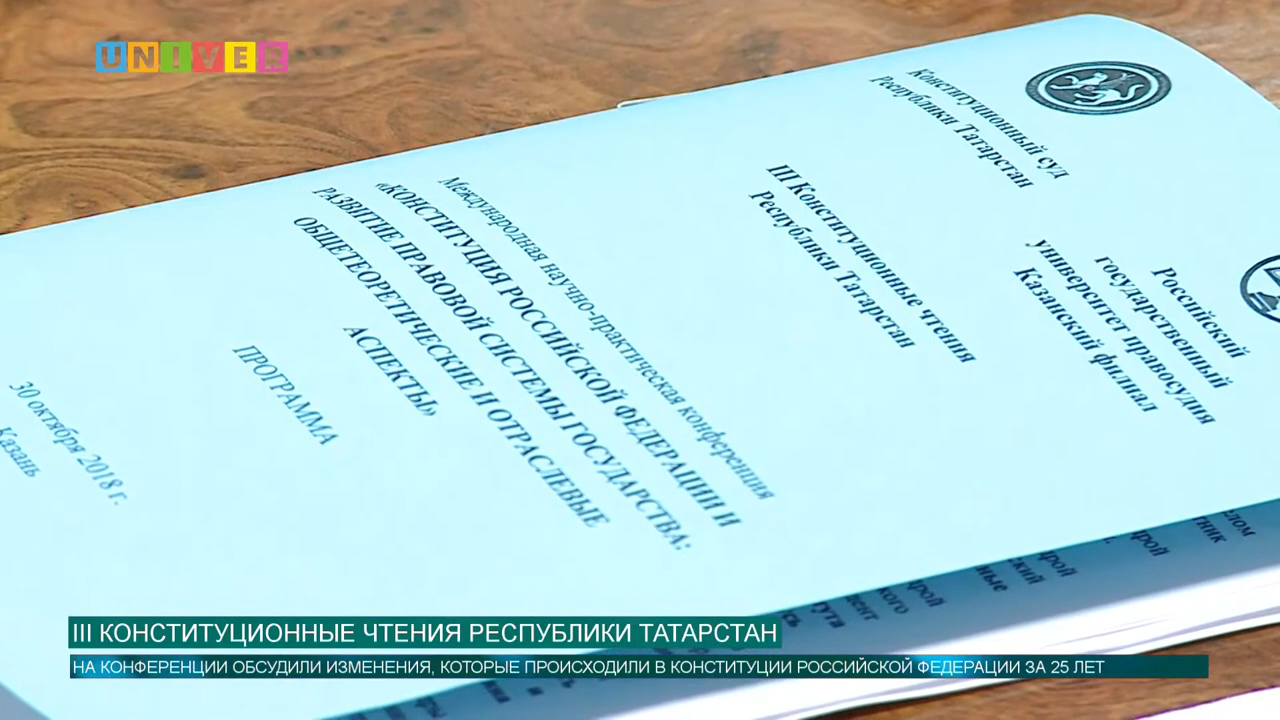 UNIVER
Конституционный суд
Республики Татарстан
Российский
государственный
университет правосудия
Казанский филиал
III Конституционные чтения
Республики Татарстан
Международная научно-практическая конференция
«КОНСТИТУЦИЯ РОССИЙСКОЙ ФЕДЕРАЦИИ И
РАЗВИТИЕ ПРАВОВОЙ СИСТЕМЫ ГОСУДАРСТВА:
ОБЩЕТЕОРЕТИЧЕСКИЕ И ОТРАСЛЕВЫЕ
АСПЕКТЫ»
ПРОГРАММА
30 октября 2018 г.
Казань
III КОНСТИТУЦИОННЫЕ ЧТЕНИЯ РЕСПУБЛИКИ ТАТАРСТАН
НА КОНФЕРЕНЦИИ ОБСУДИЛИ ИЗМЕНЕНИЯ, КОТОРЫЕ ПРОИСХОДИЛИ В КОНСТИТУЦИИ РОССИЙСКОЙ ФЕДЕРАЦИИ ЗА 25 ЛЕТ